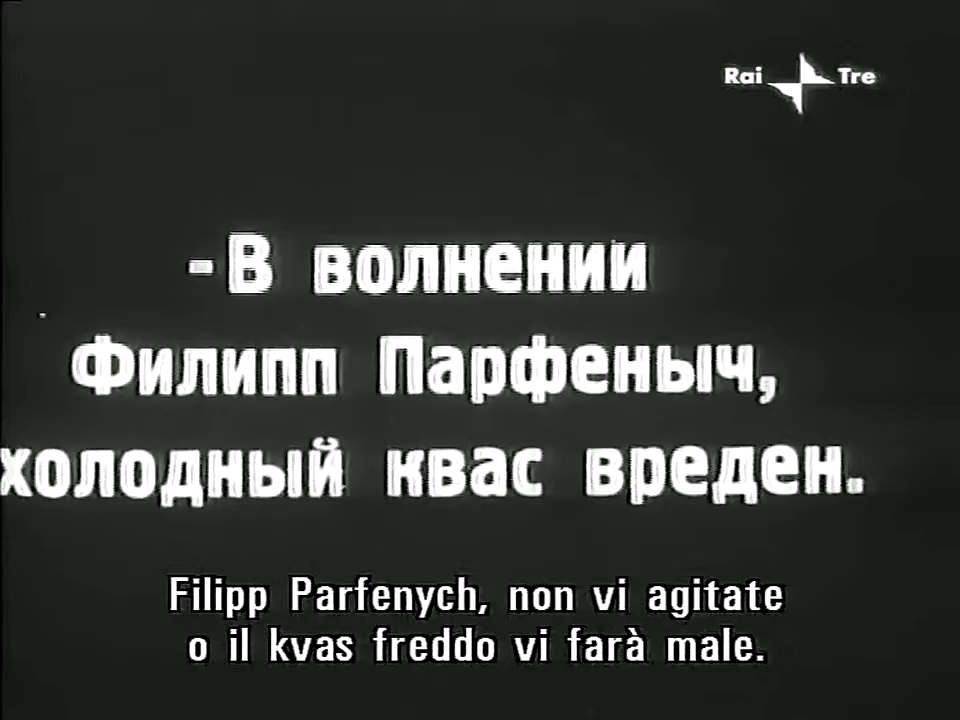 Rai Tre
-В волнении
Филипп Парфеныч,
холодный квас вреден.
Filipp Parfenych, non vi agitate
o il kvas freddo vi farà male.